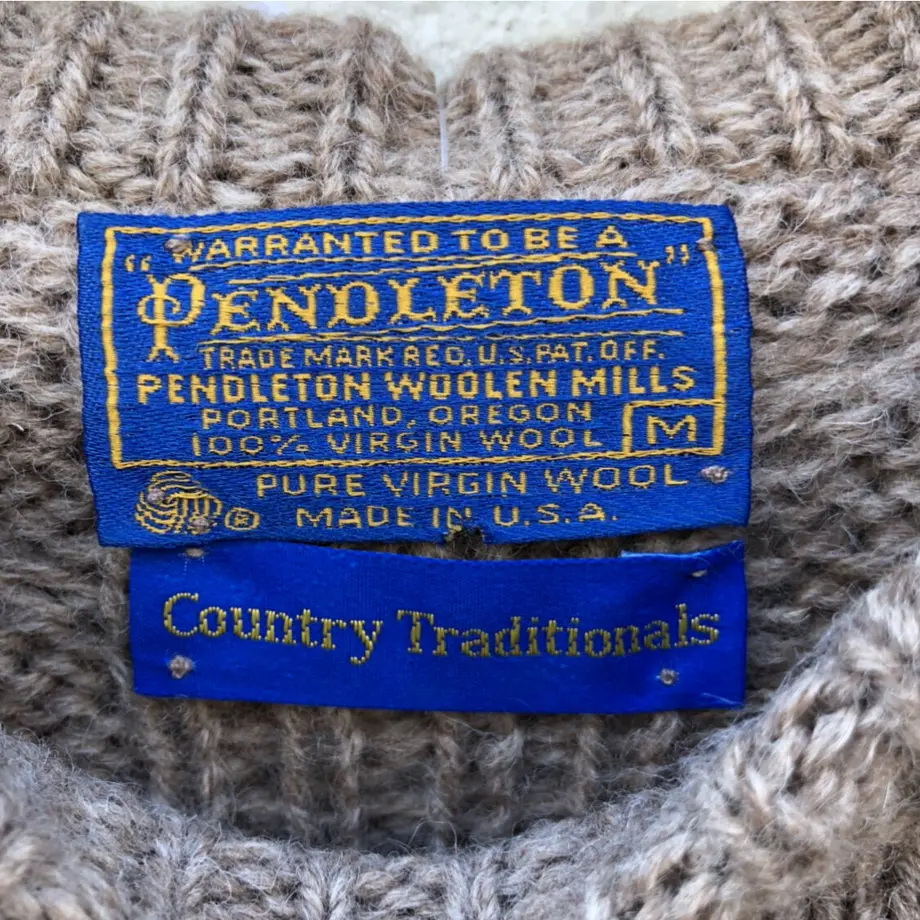 WARRANTED TO BE A
"PENDLETON"
TRADE MARK REG. U.S. PAT. OFF.
PENDLETON WOOLEN MILLS
PORTLAND, OREGON
100% VIRGIN WOOL M
PURE VIRGIN WOOL
® MADE IN U.S.A.
Country Traditionals